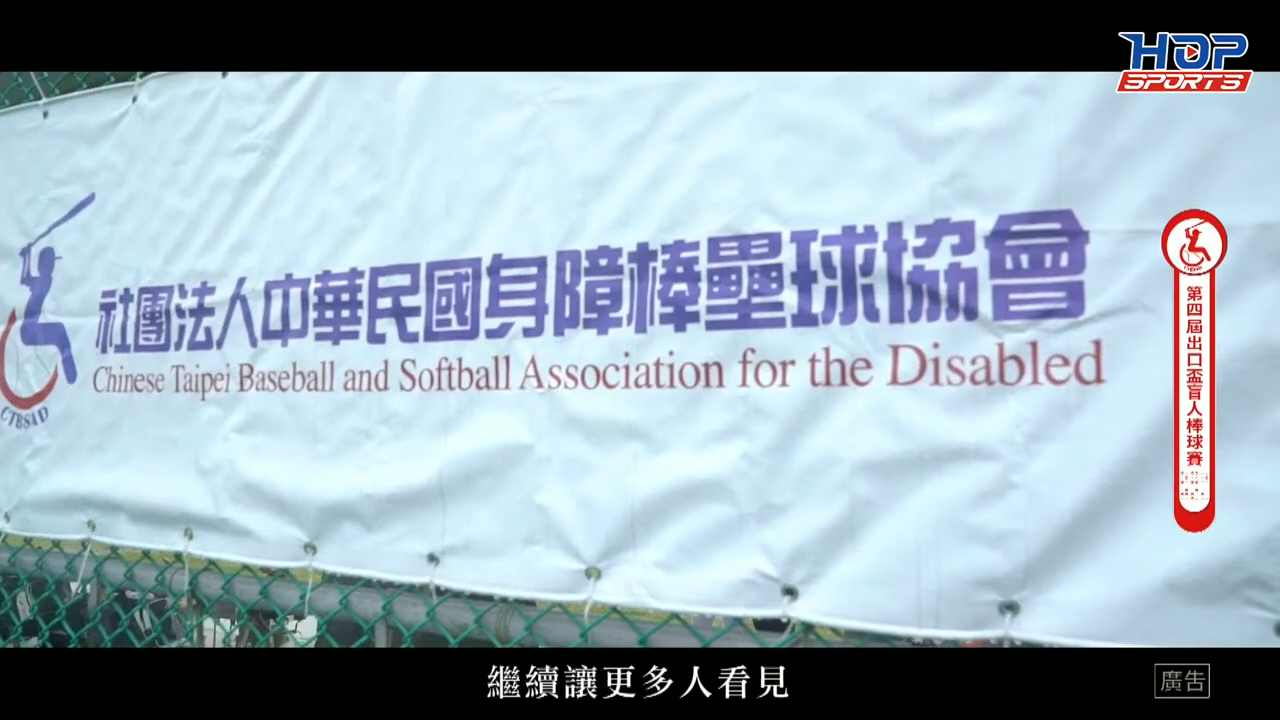 HOP
SPORTS
社團法人中華民國身障棒壘球協會
Chinese Taipei Baseball and Softball Association for the Disabled
CTBSAD
第四屆出口盃盲人棒球賽
繼續讓更多人看見
廣告